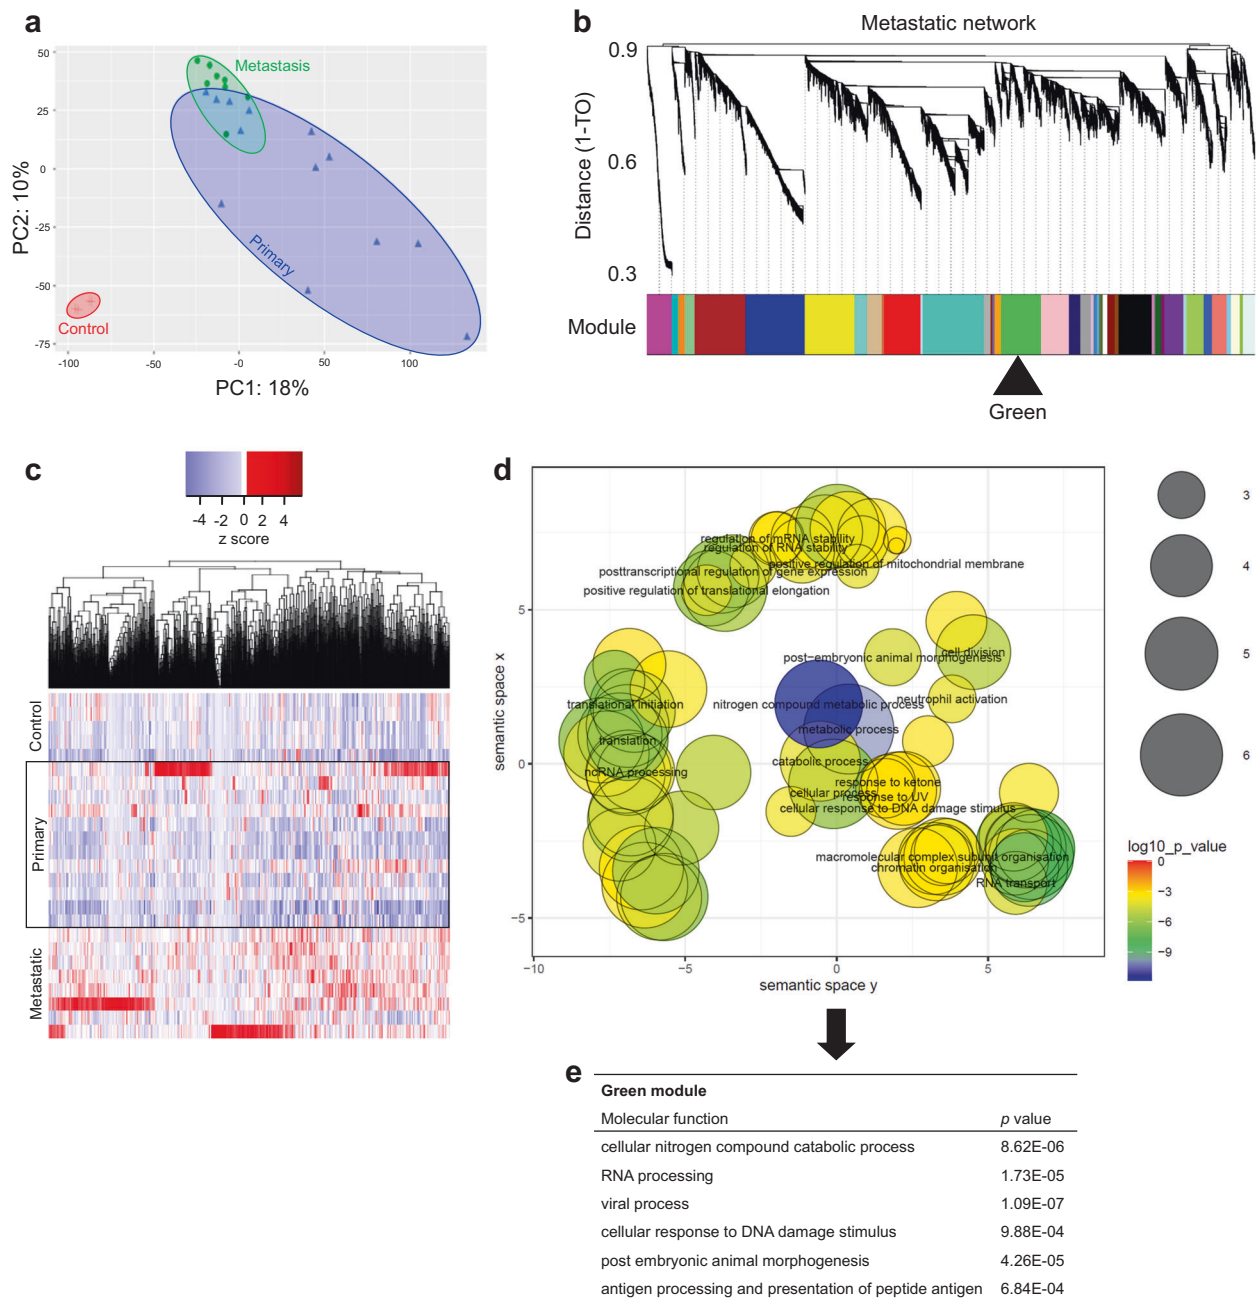 a
50
25
0
-25
-50
-75
-100
-50
-0
50
100
PC2: 10%
PC1: 18%
Metastasis
Primary
Control
b
Metastatic network
0.9
0.6
0.3
Distance (1-TO)
Module
Green
c
-4 -2 0 2 4
z score
Control
Primary
Metastatic
d
regulation of mRNA stability
regulation of RNA stability
positive regulation of mitochondrial membrane
posttranscriptional regulation of gene expression
positive regulation of translational elongation
post-embryonic animal morphogenesis
cell division
neutrophil activation
translational initiation
nitrogen compound metabolic process
metabolic process
translation
catabolic process
ncRNA processing
response to ketone
cellular process
response to UV
cellular response to DNA damage stimulus
macromolecular complex subunit organisation
chromatin organisation
RNA transport
5
0
−5
−10
−5
0
5
semantic space x
semantic space y
3
4
5
6
log10_p_value
0
−3
−6
−9
e
Green module
Molecular function p value
cellular nitrogen compound catabolic process 8.62E-06
RNA processing 1.73E-05
viral process 1.09E-07
cellular response to DNA damage stimulus 9.88E-04
post embryonic animal morphogenesis 4.26E-05
antigen processing and presentation of peptide antigen 6.84E-04